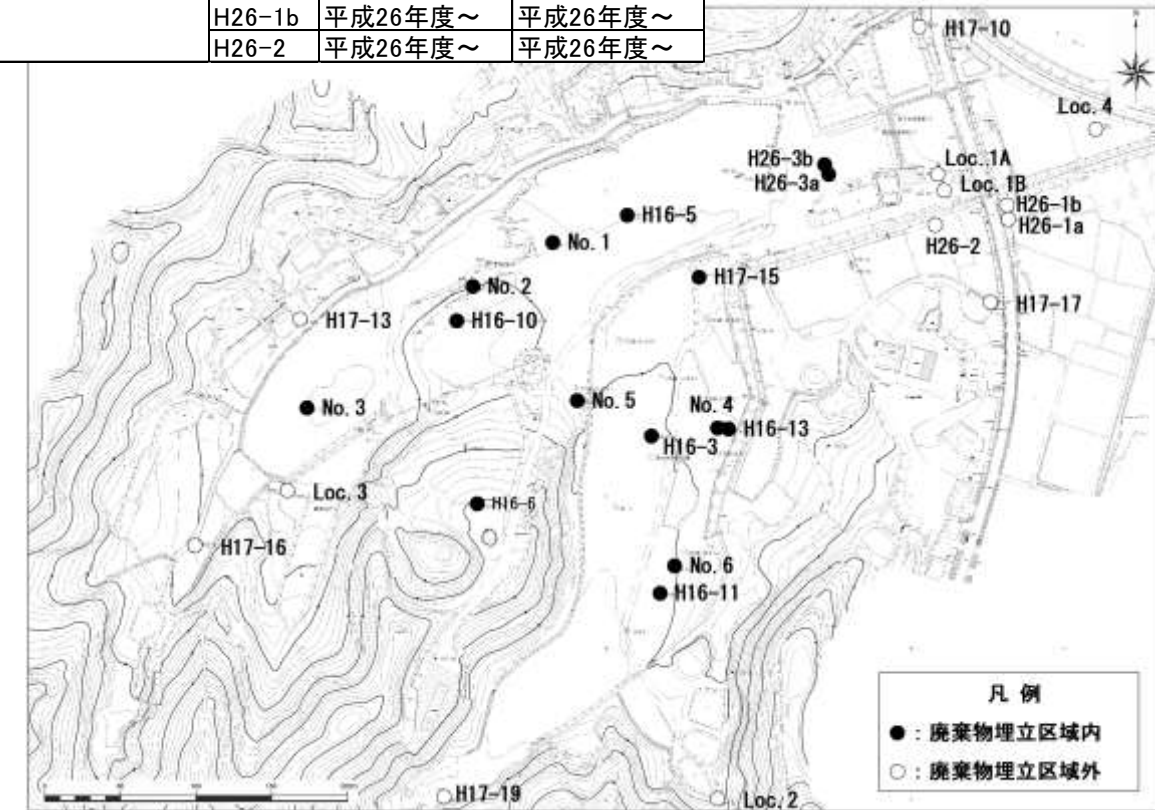 H26-1b 平成26年度～ 平成26年度～
H26-2 平成26年度～ 平成26年度～
H17-10
Loc. 4
H26-3b
H26-3a
Loc. 1A
Loc. 1B
H26-1b
H26-1a
H26-2
H16-5
No. 1
No. 2
H17-15
H17-17
H17-13
H16-10
No. 3
No. 5
No. 4
H16-13
H16-3
Loc. 3
H16-6
H17-16
No. 6
H16-11
凡 例
●：廃棄物埋立区域内
○：廃棄物埋立区域外
H17-19
Loc. 2